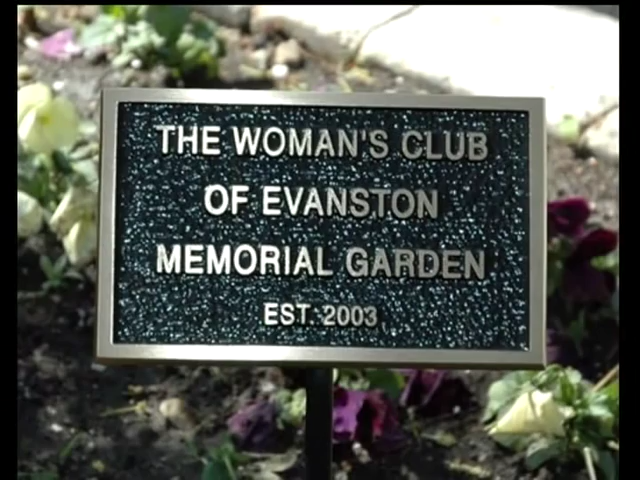 THE WOMAN'S CLUB
OF EVANSTON
MEMORIAL GARDEN
EST. 2003